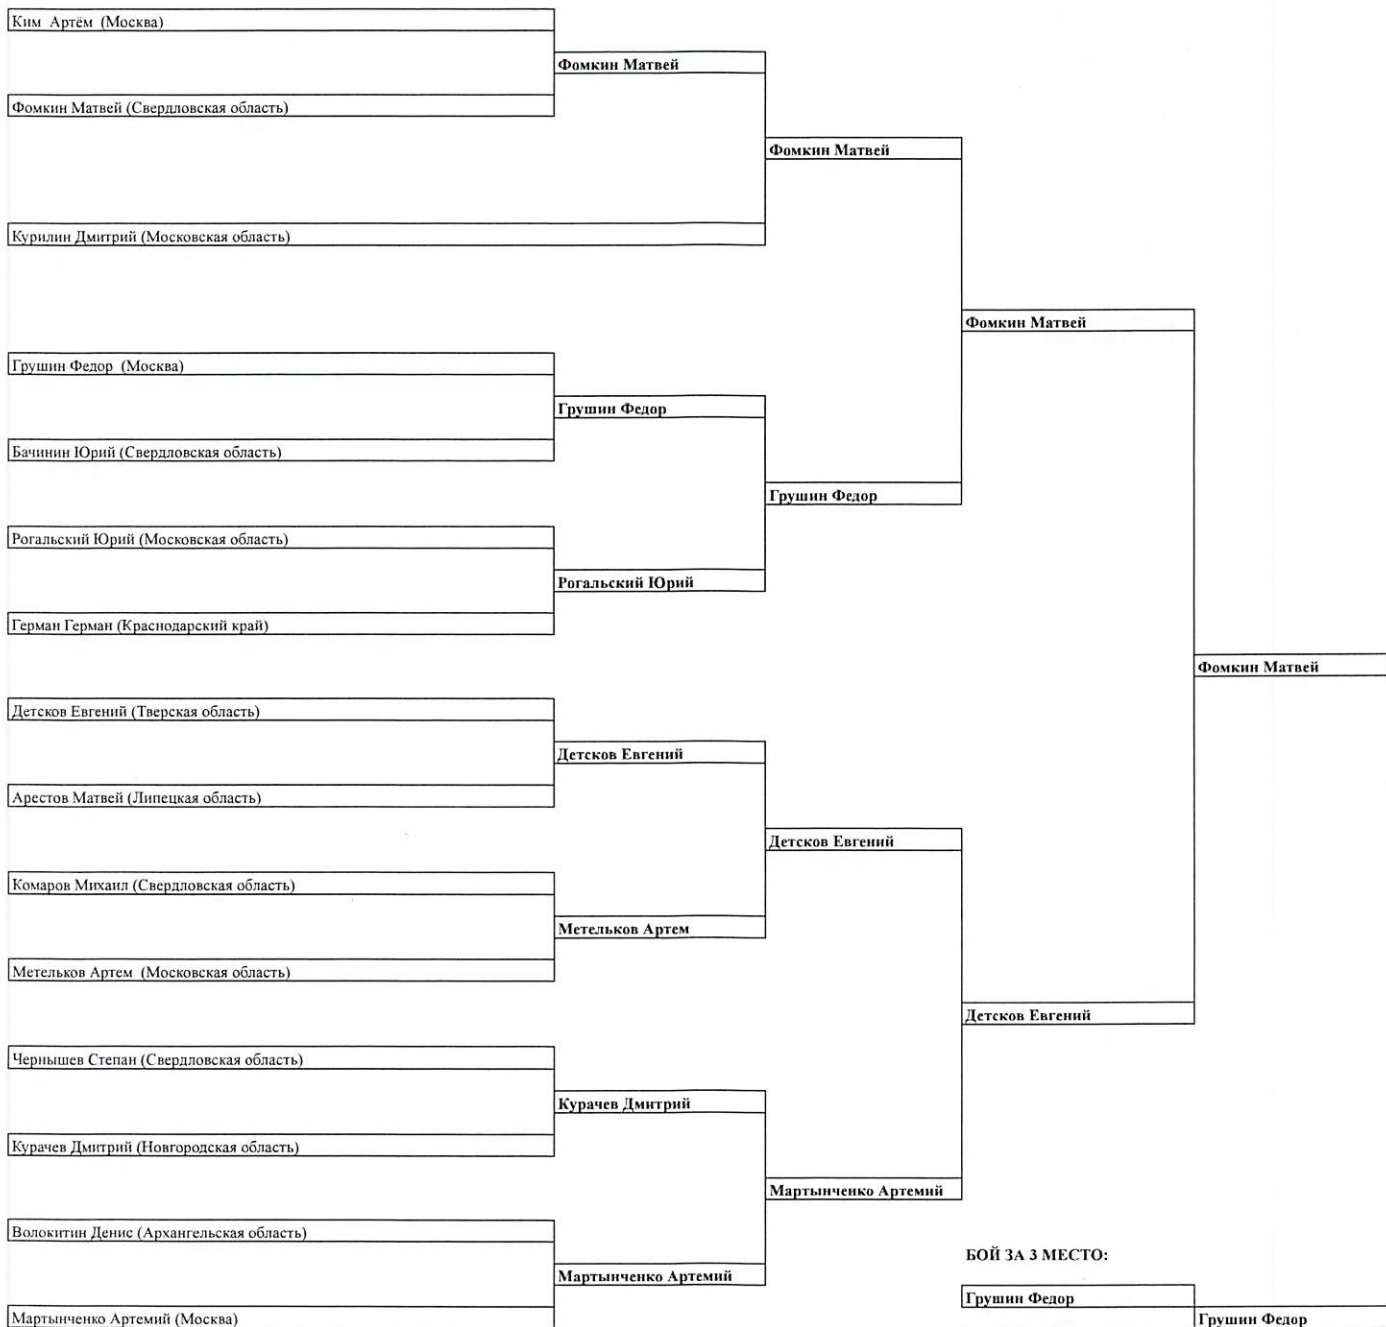 Ким  Артём  (Москва)
Фомкин Матвей
Фомкин Матвей (Свердловская область)
Фомкин Матвей
Курилин Дмитрий (Московская область)
Фомкин Матвей
Грушин Федор  (Москва)
Грушин Федор
Бачинин Юрий (Свердловская область)
Грушин Федор
Рогальский Юрий (Московская область)
Рогальский Юрий
Герман Герман (Краснодарский край)
Фомкин Матвей
Детсков Евгений (Тверская область)
Детсков Евгений
Арестов Матвей (Липецкая область)
Детсков Евгений
Комаров Михаил (Свердловская область)
Метельков Артем
Метельков Артем  (Московская область)
Детсков Евгений
Чернышев Степан (Свердловская область)
Курачев Дмитрий
Курачев Дмитрий (Новгородская область)
Мартынченко Артемий
Волокитин Денис (Архангельская область)
БОЙ ЗА 3 МЕСТО:
Мартынченко Артемий
Грушин Федор
Мартынченко Артемий (Москва)
Грушин Федор